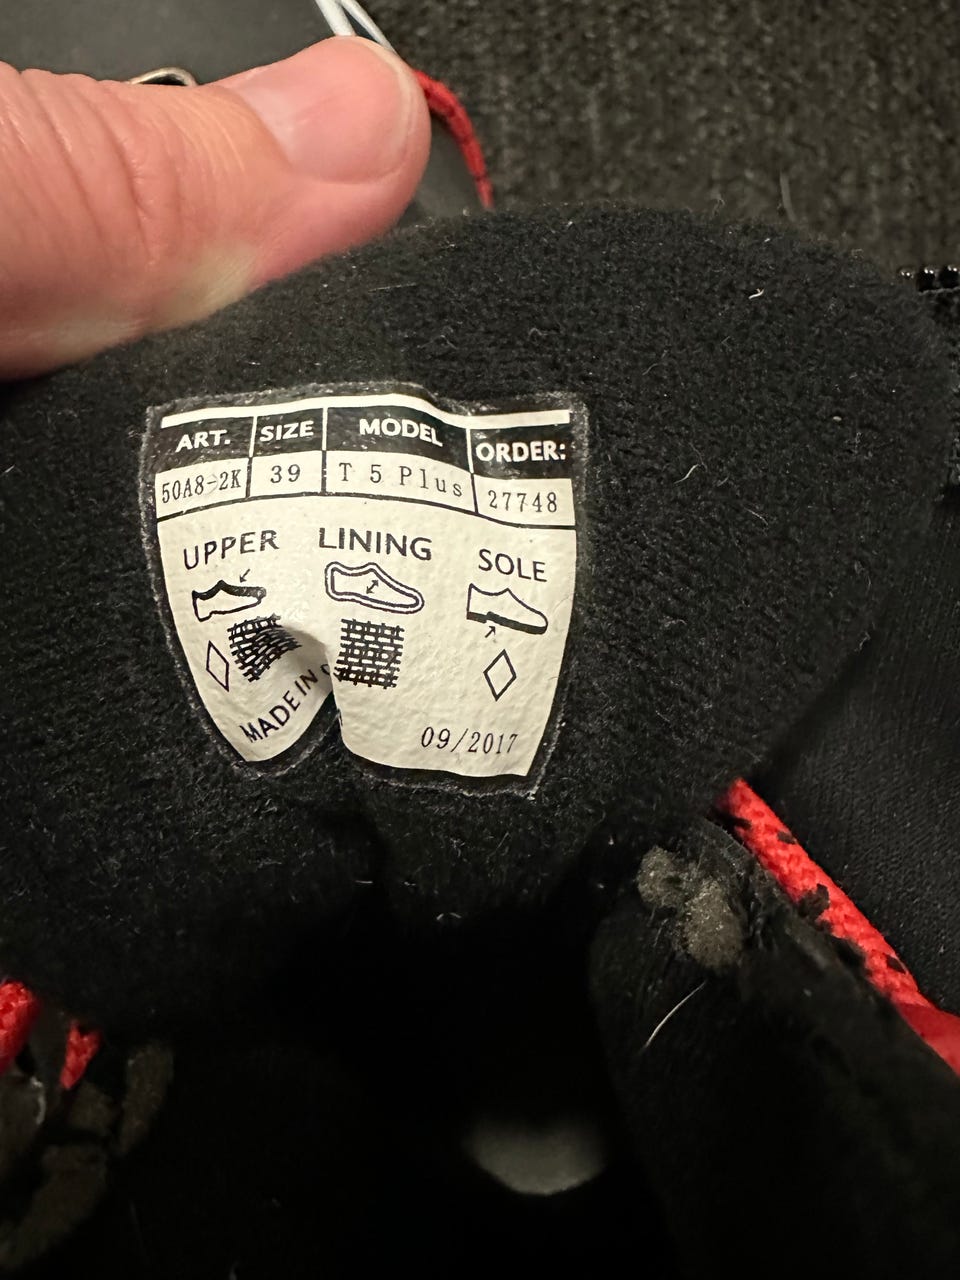 ART. SIZE MODEL ORDER:
50A8-2K 39 T 5 Plus 27748
UPPER LINING SOLE
MADE IN
09/2017